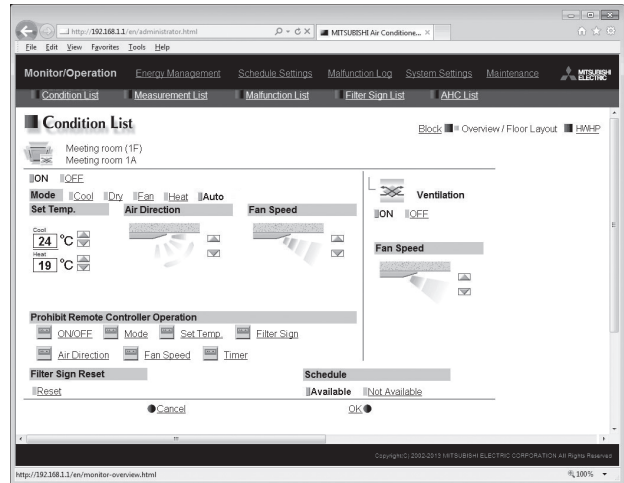 http://192.168.1.1/en/administrator.html
MITSUBISHI Air Conditione...
File Edit View Favorites Tools Help
Monitor/Operation Energy Management Schedule Settings Malfunction Log System Settings Maintenance MITSUBISHI ELECTRIC
Condition List Measurement List Malfunction List Filter Sign List AHC List
Condition List
Block Overview / Floor Layout HWHP
Meeting room (1F)
Meeting room 1A
ON OFF
Mode Cool Dry Fan Heat Auto
Ventilation
ON OFF
Set Temp. Air Direction Fan Speed
Cool
24 °C
Heat
19 °C
Fan Speed
Prohibit Remote Controller Operation
ON/OFF Mode Set Temp. Filter Sign
Air Direction Fan Speed Timer
Filter Sign Reset Schedule
Reset Available Not Available
Cancel OK
Copyright(C) 2002-2013 MITSUBISHI ELECTRIC CORPORATION All Rights Reserved
http://192.168.1.1/en/monitor-overview.html
100%